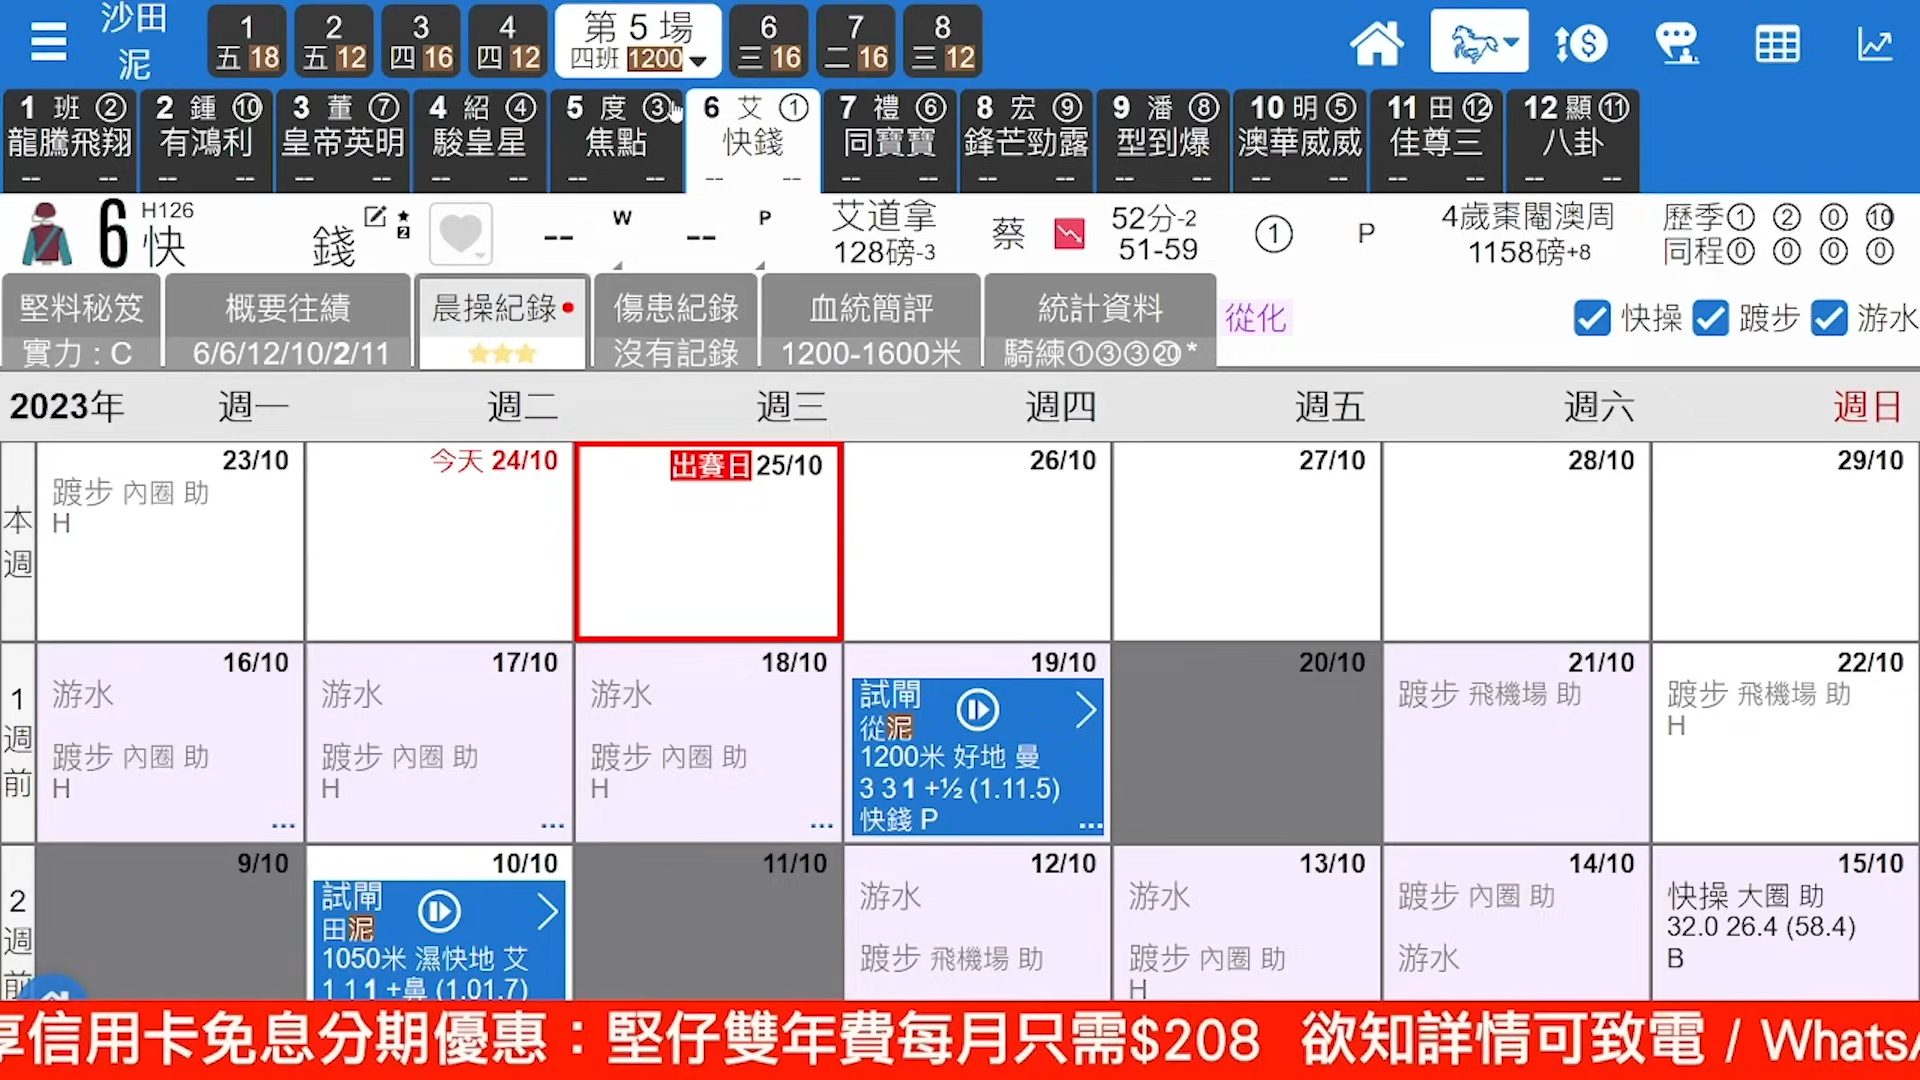 沙田
泥
1
五 18
2
五 12
3
四 16
4
四 12
第 5 場
四班 1200
6
三 16
7
二 16
8
三 12
1 班 ②
龍騰飛翔
-- --
2 鍾 ⑩
有鴻利
-- --
3 董 ⑦
皇帝英明
-- --
4 紹 ④
駿皇星
-- --
5 度 ③
焦點
-- --
6 艾 ①
快錢
-- --
7 禮 ⑥
同寶寶
-- --
8 宏 ⑨
鋒芒勁露
-- --
9 潘 ⑧
型到爆
-- --
10 明 ⑤
澳華威威
-- --
11 田 ⑫
佳尊三
-- --
12 顯 ⑪
八卦
-- --
6
H126
快 錢
2
-- W
-- P
艾道拿
128磅-3
蔡
52分-2
51-59
①
P
4歲棗閹澳周
1158磅+8
歷季① ② ⓪ ⑩
同程⓪ ⓪ ⓪ ⓪
堅料秘笈
實力 : C
概要往績
6/6/12/10/2/11
晨操紀錄
傷患紀錄
沒有記錄
血統簡評
1200-1600米
統計資料
騎練①③③⑳*
從化
快操
踱步
游水
2023年 週一 週二 週三 週四 週五 週六 週日
本週
23/10
踱步 內圈 助
H
今天 24/10
出賽日 25/10
26/10
27/10
28/10
29/10
1週前
16/10
游水
踱步 內圈 助
H
...
17/10
游水
踱步 內圈 助
H
...
18/10
游水
踱步 內圈 助
H
...
19/10
試閘
從泥
1200米 好地 曼
3 3 1 +½ (1.11.5)
快錢 P
...
20/10
21/10
踱步 飛機場 助
22/10
踱步 飛機場 助
H
2週前
9/10
10/10
試閘
田泥
1050米 濕快地 艾
1 1 1 +鼻 (1.01.7)
11/10
12/10
游水
踱步 飛機場 助
13/10
游水
踱步 內圈 助
H
14/10
踱步 內圈 助
游水
15/10
快操 大圈 助
32.0 26.4 (58.4)
B
享信用卡免息分期優惠：堅仔雙年費每月只需$208 欲知詳情可致電 / WhatsA